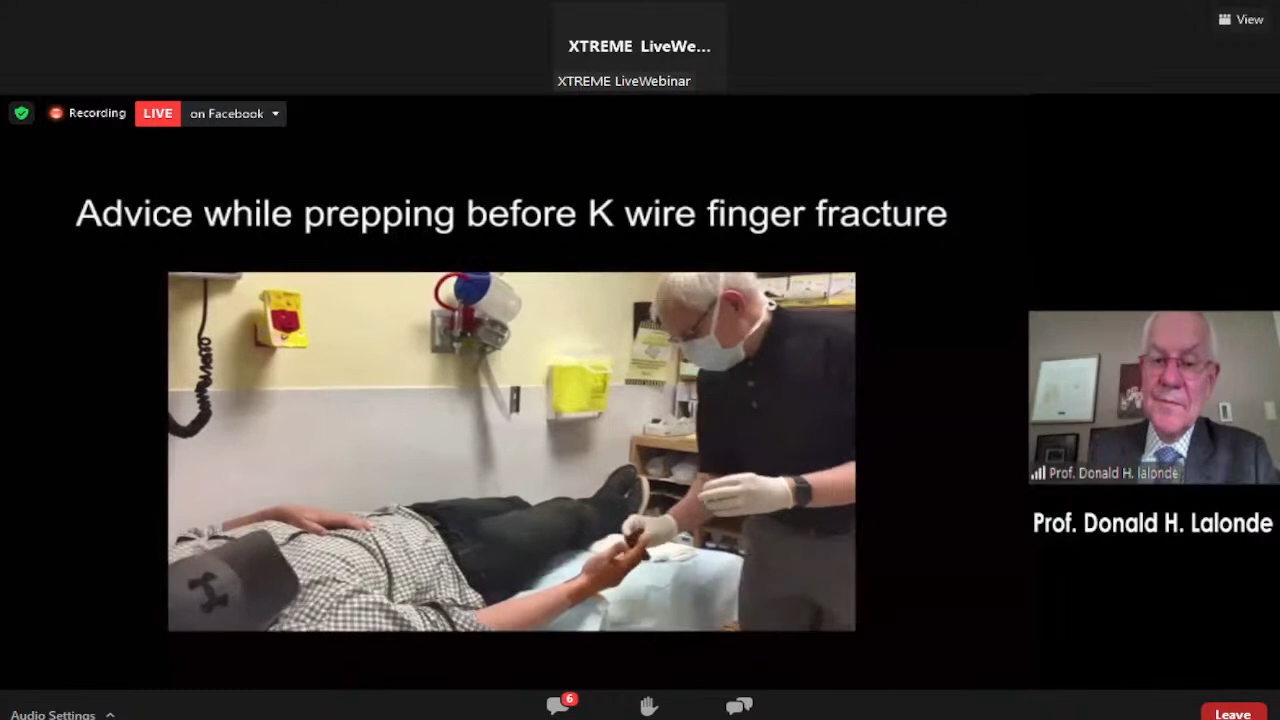 XTREME LiveWe...
View
XTREME LiveWebinar
Recording
LIVE
on Facebook
Advice while prepping before K wire finger fracture
Prof. Donald H. lalonde
Prof. Donald H. Lalonde
6
Audio Settings
Leave